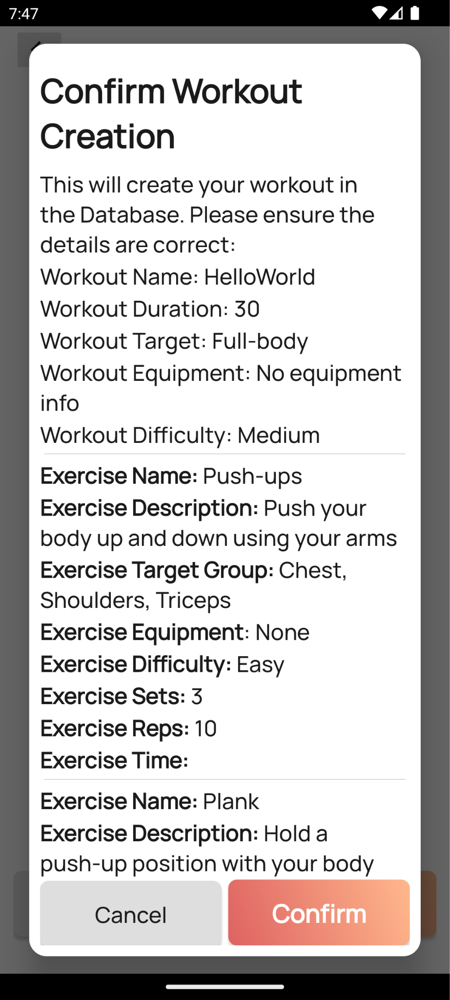 7:47
Confirm Workout
Creation
This will create your workout in
the Database. Please ensure the
details are correct:
Workout Name: HelloWorld
Workout Duration: 30
Workout Target: Full-body
Workout Equipment: No equipment
info
Workout Difficulty: Medium
Exercise Name: Push-ups
Exercise Description: Push your
body up and down using your arms
Exercise Target Group: Chest,
Shoulders, Triceps
Exercise Equipment: None
Exercise Difficulty: Easy
Exercise Sets: 3
Exercise Reps: 10
Exercise Time:
Exercise Name: Plank
Exercise Description: Hold a
push-up position with your body
Cancel
Confirm